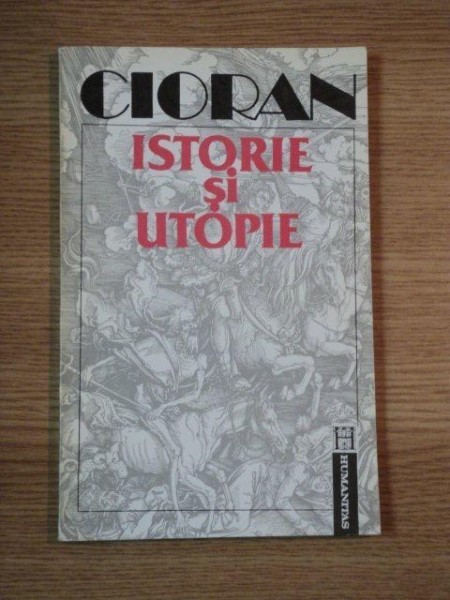 CIORAN
ISTORIE
și
UTOPIE
HUMANITAS